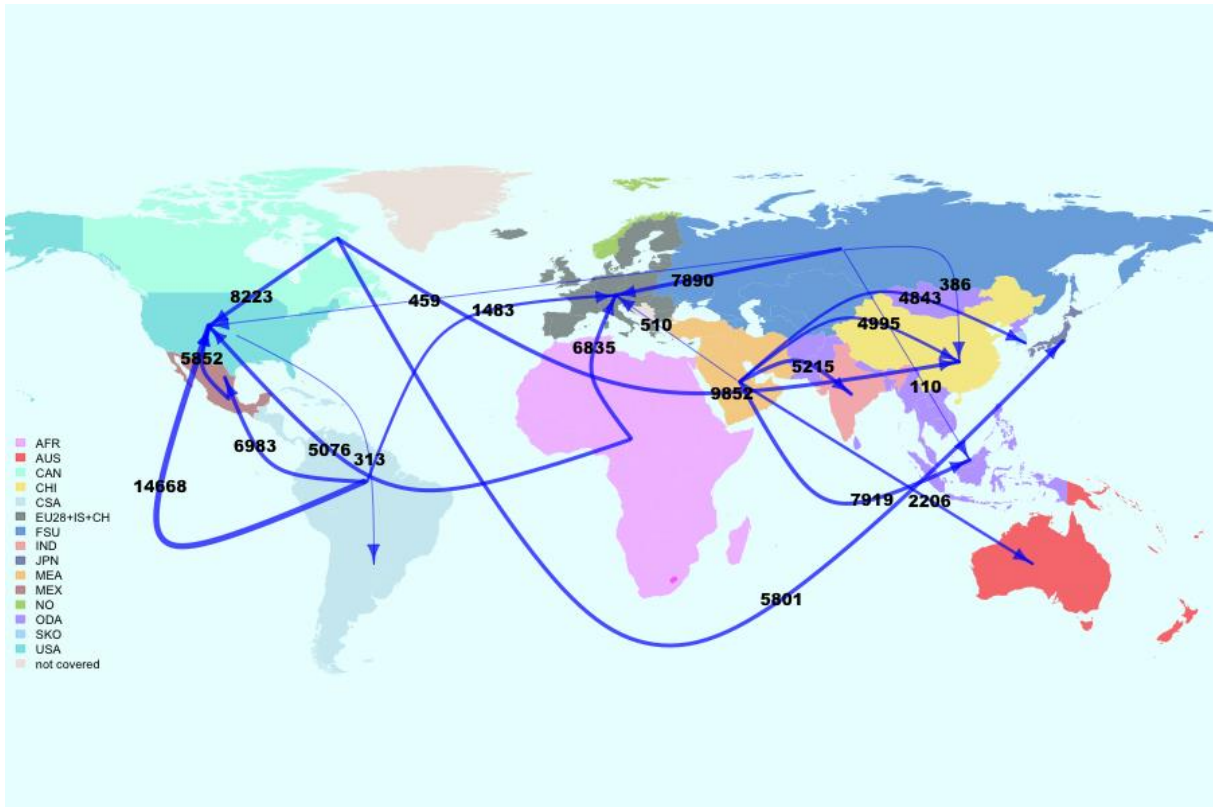 386
7890
8223
459
4843
1483
510
4995
6835
5852
5215
110
9852
AFR
AUS
CAN
CHI
CSA
EU28+IS+CH
FSU
IND
JPN
MEA
MEX
NO
ODA
SKO
USA
not covered
6983
5076
313
14668
7919
2206
5801